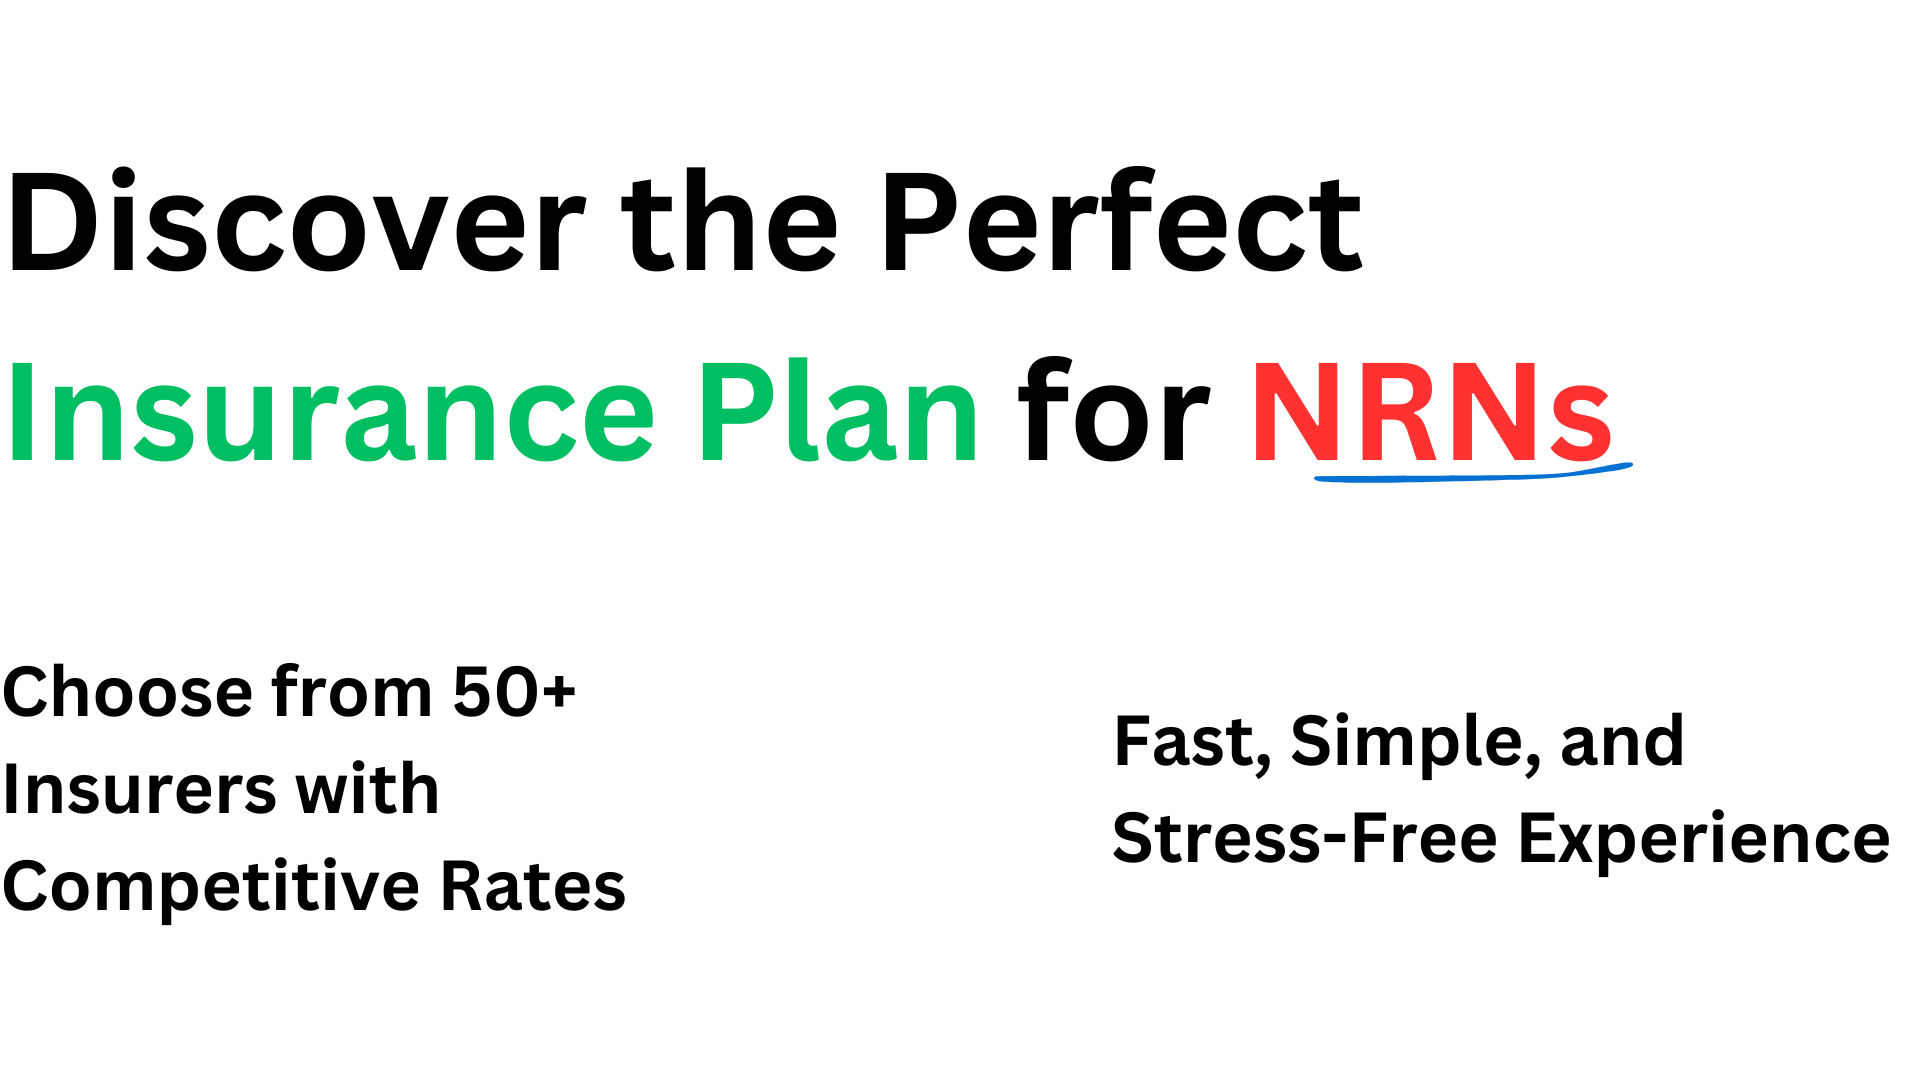 Discover the Perfect
Insurance Plan for NRNs
Choose from 50+
Insurers with
Competitive Rates
Fast, Simple, and
Stress-Free Experience